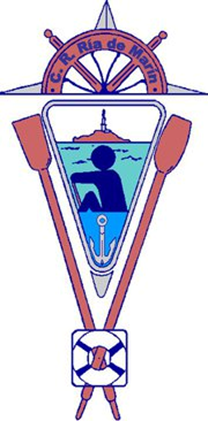 · C. R. Ría de Marín ·